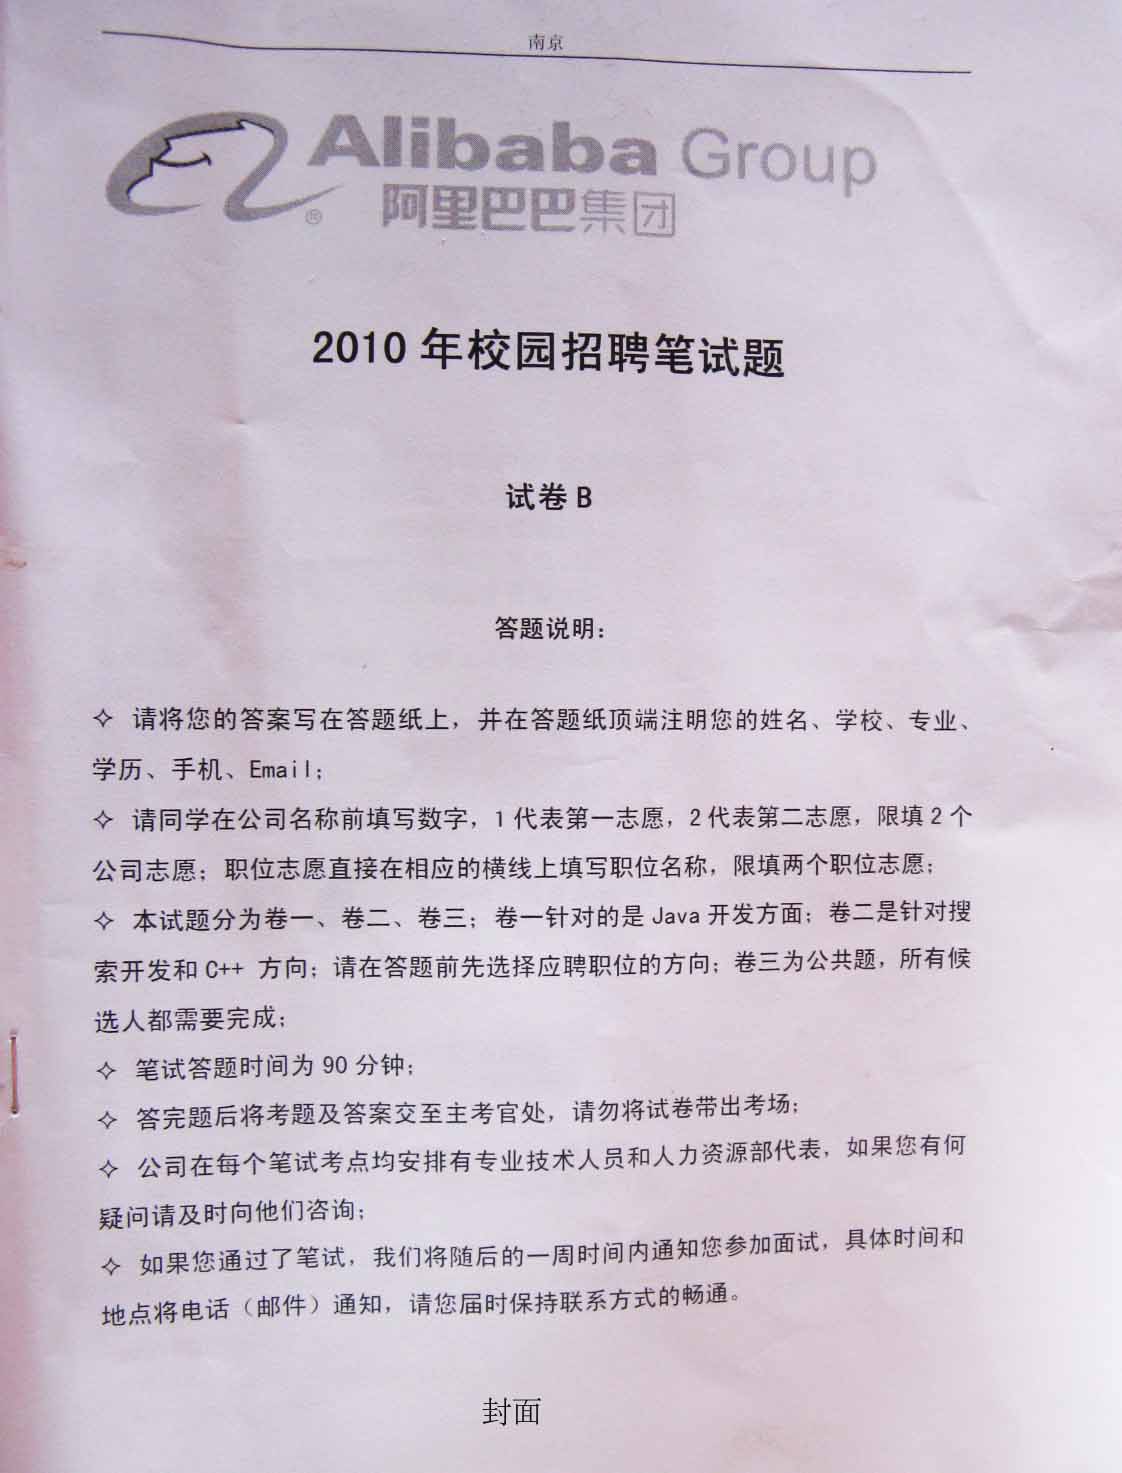 南京
Alibaba Group
®
阿里巴巴集团
2010 年校园招聘笔试题
试卷 B
答题说明：
✧ 请将您的答案写在答题纸上，并在答题纸顶端注明您的姓名、学校、专业、
学历、手机、Email；
✧ 请同学在公司名称前填写数字，1 代表第一志愿，2 代表第二志愿，限填 2 个
公司志愿；职位志愿直接在相应的横线上填写职位名称，限填两个职位志愿；
✧ 本试题分为卷一、卷二、卷三；卷一针对的是 Java 开发方面；卷二是针对搜
索开发和 C++ 方向；请在答题前先选择应聘职位的方向；卷三为公共题，所有候
选人都需要完成；
✧ 笔试答题时间为 90 分钟；
✧ 答完题后将考题及答案交至主考官处，请勿将试卷带出考场；
✧ 公司在每个笔试考点均安排有专业技术人员和人力资源部代表，如果您有何
疑问请及时向他们咨询；
✧ 如果您通过了笔试，我们将随后的一周时间内通知您参加面试，具体时间和
地点将电话（邮件）通知，请您届时保持联系方式的畅通。
封面